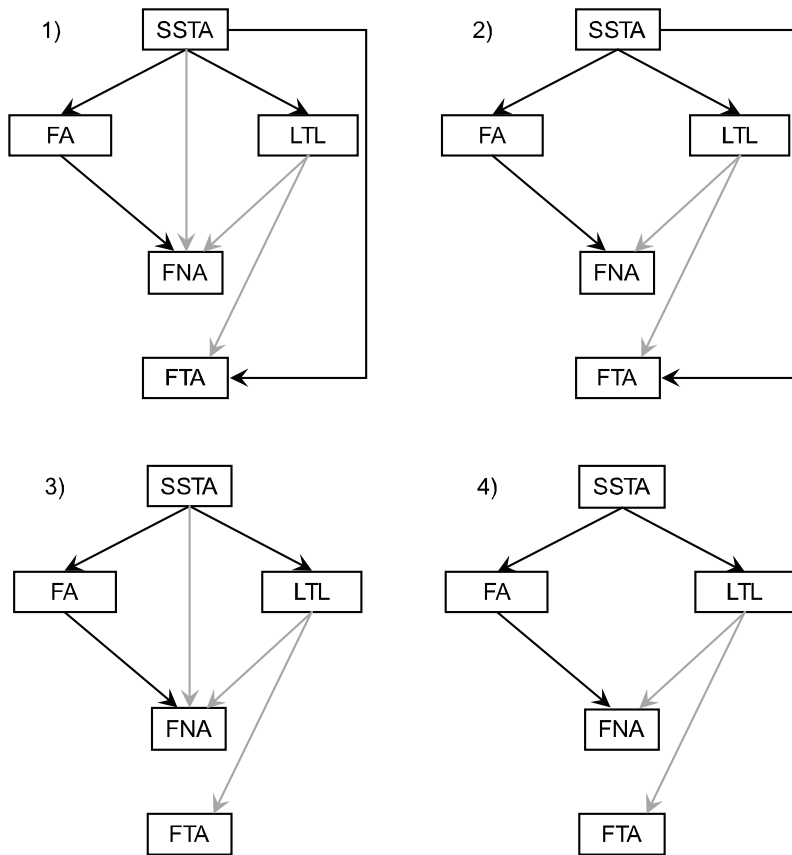 1) SSTA 2) SSTA
FA LTL FA LTL
FNA FNA
FTA FTA
3) SSTA 4) SSTA
FA LTL FA LTL
FNA FNA
FTA FTA